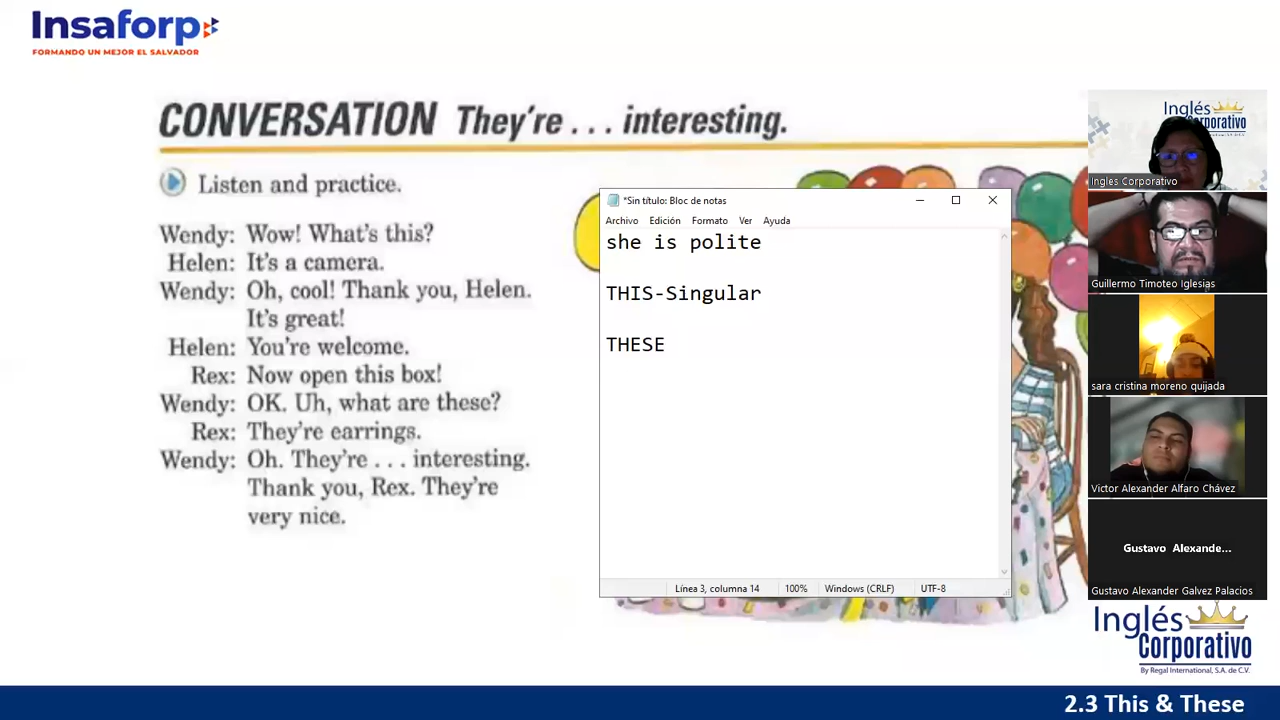 Insaforp
FORMANDO UN MEJOR EL SALVADOR
CONVERSATION They're . . . interesting.
Listen and practice.
Wendy: Wow! What's this?
Helen: It's a camera.
Wendy: Oh, cool! Thank you, Helen.
It's great!
Helen: You're welcome.
Rex: Now open this box!
Wendy: OK. Uh, what are these?
Rex: They're earrings.
Wendy: Oh. They're . . . interesting.
Thank you, Rex. They're
very nice.
*Sin título: Bloc de notas
Archivo Edición Formato Ver Ayuda
she is polite
THIS-Singular
THESE
Línea 3, columna 14 100% Windows (CRLF) UTF-8
Inglés
Corporativo
Ingles Corporativo
Guillermo Timoteo Iglesias
sara cristina moreno quijada
Victor Alexander Alfaro Chávez
Gustavo Alexande...
Gustavo Alexander Galvez Palacios
Inglés
Corporativo
By Regal International, S.A. de C.V.
2.3 This & These